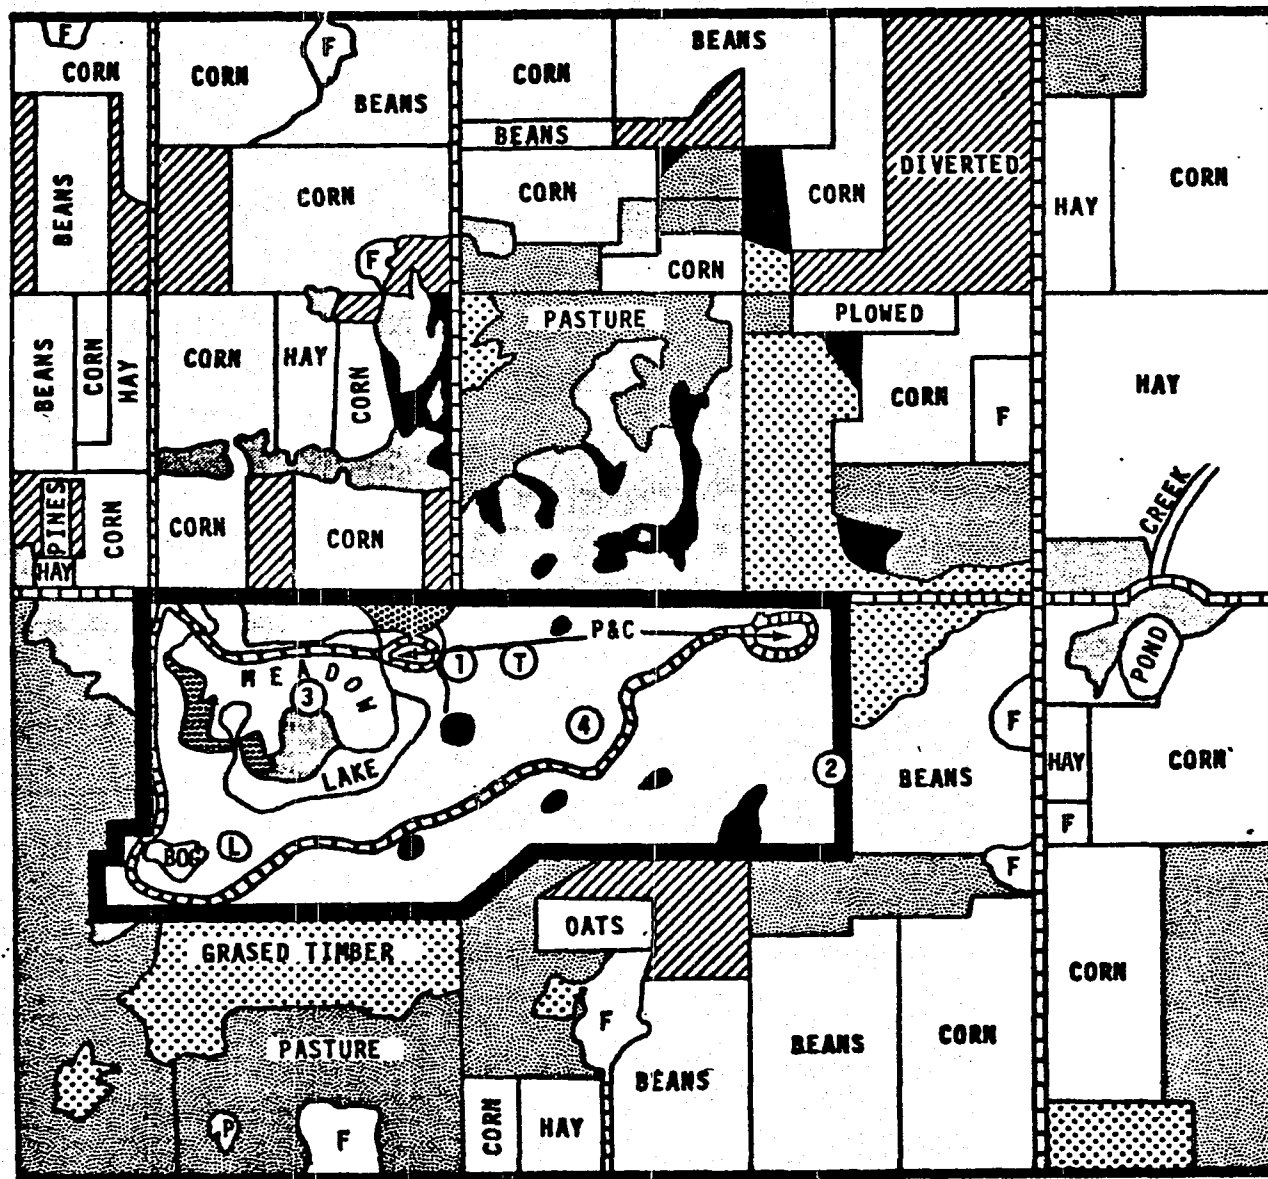 F
CORN
CORN
F
BEANS
CORN
BEANS
BEANS
BEANS
CORN
CORN
CORN
DIVERTED
CORN
HAY
CORN
F
CORN
BEANS
CORN
HAY
CORN
HAY
CORN
PASTURE
PLOWED
CORN
F
HAY
PINES
HAY
CORN
CORN
CORN
CREEK
P&C
1
T
MEADOW
3
4
LAKE
2
BOG
L
BEANS
F
POND
HAY
CORN
F
F
GRASED TIMBER
OATS
PASTURE
F
P
F
CORN
HAY
BEANS
BEANS
CORN
CORN